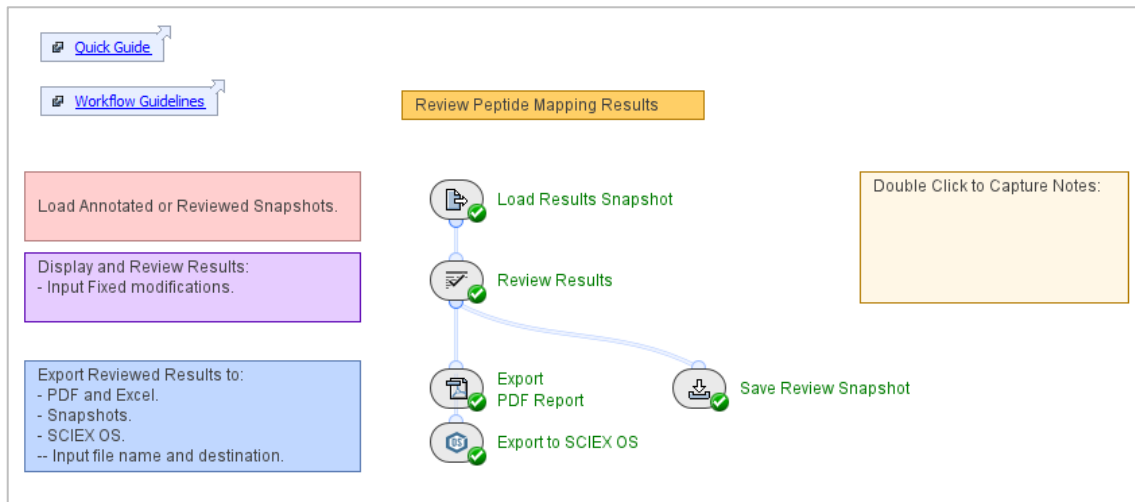 Quick Guide
Workflow Guidelines
Review Peptide Mapping Results
Load Annotated or Reviewed Snapshots.
Load Results Snapshot
Double Click to Capture Notes:
Display and Review Results:
- Input Fixed modifications.
Review Results
Export Reviewed Results to:
- PDF and Excel.
- Snapshots.
- SCIEX OS.
-- Input file name and destination.
Export
PDF Report
Save Review Snapshot
OS
Export to SCIEX OS